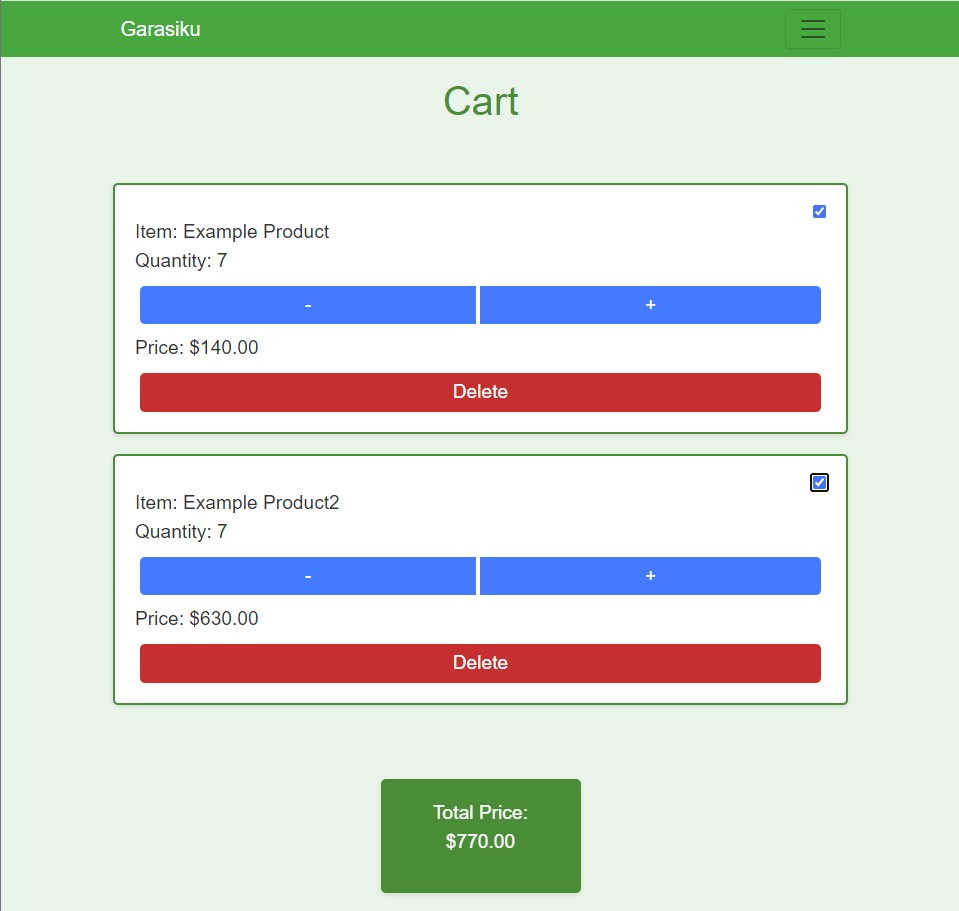 Garasiku
Cart
Item: Example Product
Quantity: 7
- +
Price: $140.00
Delete
Item: Example Product2
Quantity: 7
- +
Price: $630.00
Delete
Total Price:
$770.00